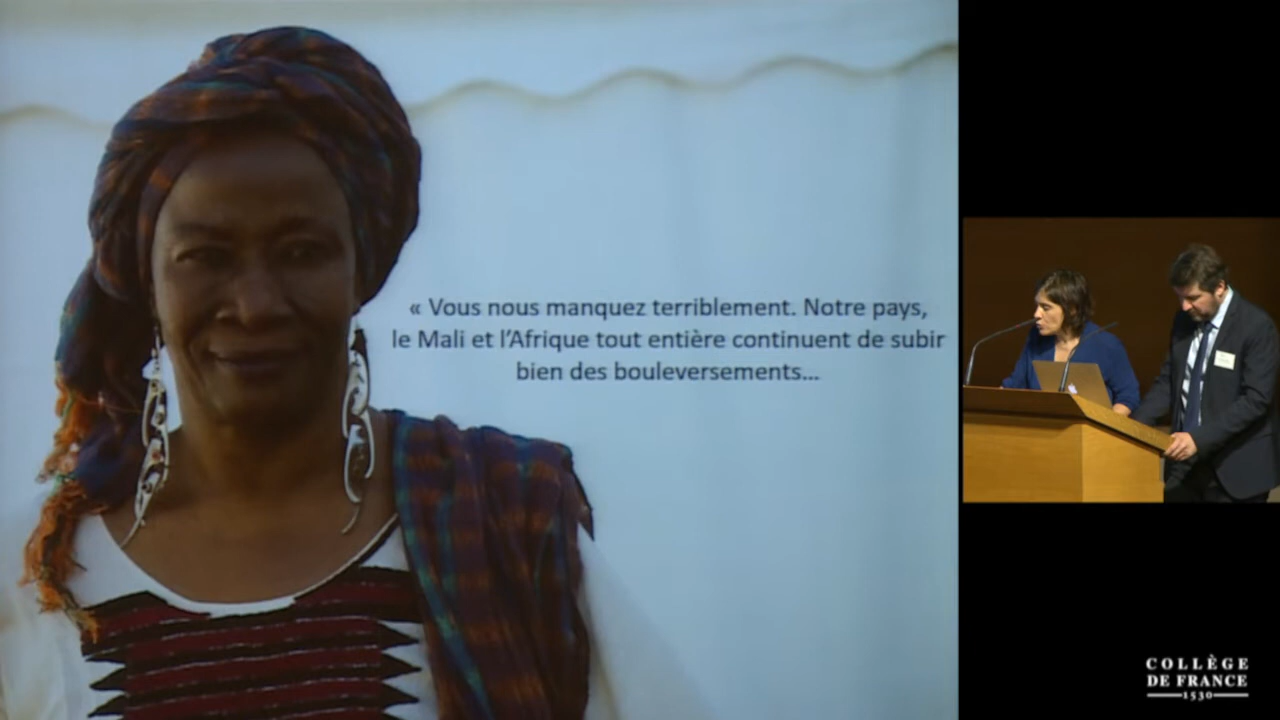 « Vous nous manquez terriblement. Notre pays,
le Mali et l’Afrique tout entière continuent de subir
bien des bouleversements...
COLLÈGE
DE FRANCE
1530